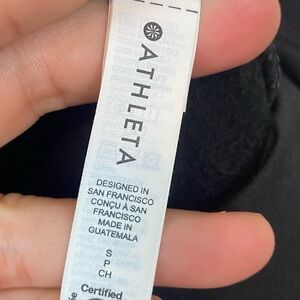 ATHLETA
DESIGNED IN
SAN FRANCISCO
CONÇU À SAN
FRANCISCO
MADE IN
GUATEMALA
S
P
CH
Certified